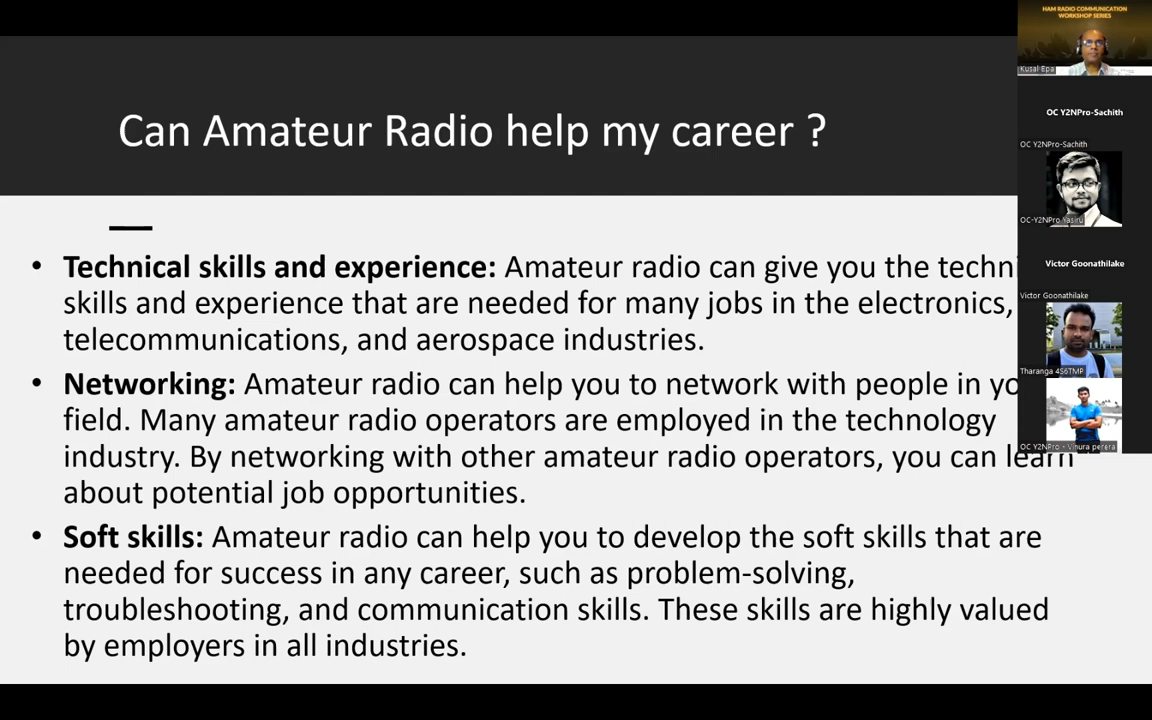 Can Amateur Radio help my career ?
• Technical skills and experience: Amateur radio can give you the techni
skills and experience that are needed for many jobs in the electronics,
telecommunications, and aerospace industries.
• Networking: Amateur radio can help you to network with people in yo
field. Many amateur radio operators are employed in the technology
industry. By networking with other amateur radio operators, you can learn
about potential job opportunities.
• Soft skills: Amateur radio can help you to develop the soft skills that are
needed for success in any career, such as problem-solving,
troubleshooting, and communication skills. These skills are highly valued
by employers in all industries.
HAM RADIO COMMUNICATION
WORKSHOP SERIES
Kusal Epa
OC Y2NPro-Sachith
OC Y2NPro-Sachith
OC-Y2NPro Yasiru
Victor Goonathilake
Victor Goonathilake
Tharanga 4S6TMP
OC Y2NPro - Vinura perera